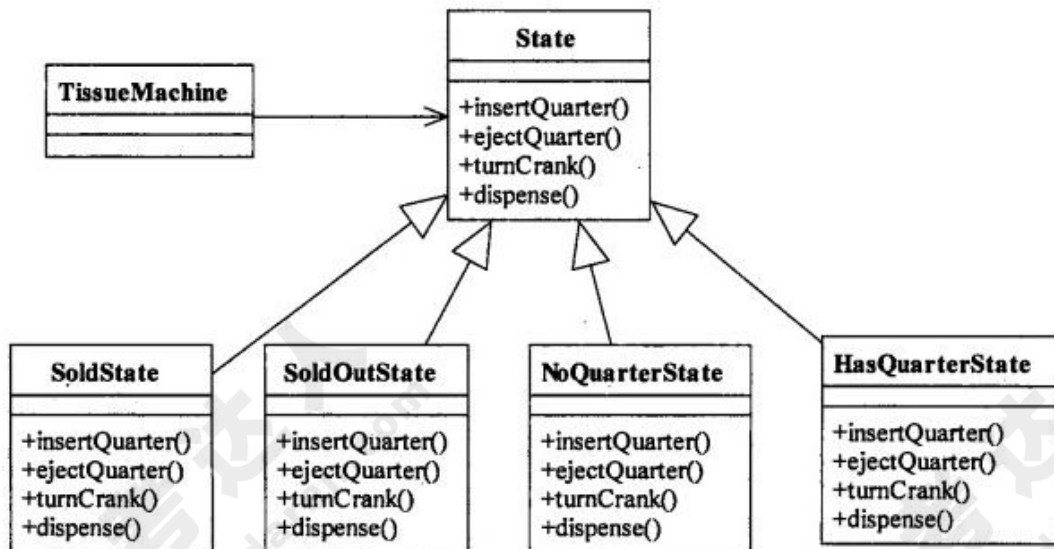 State
+insertQuarter()
+ejectQuarter()
+turnCrank()
+dispense()
TissueMachine
SoldState
+insertQuarter()
+ejectQuarter()
+turnCrank()
+dispense()
SoldOutState
+insertQuarter()
+ejectQuarter()
+turnCrank()
+dispense()
NoQuarterState
+insertQuarter()
+ejectQuarter()
+turnCrank()
+dispense()
HasQuarterState
+insertQuarter()
+ejectQuarter()
+turnCrank()
+dispense()